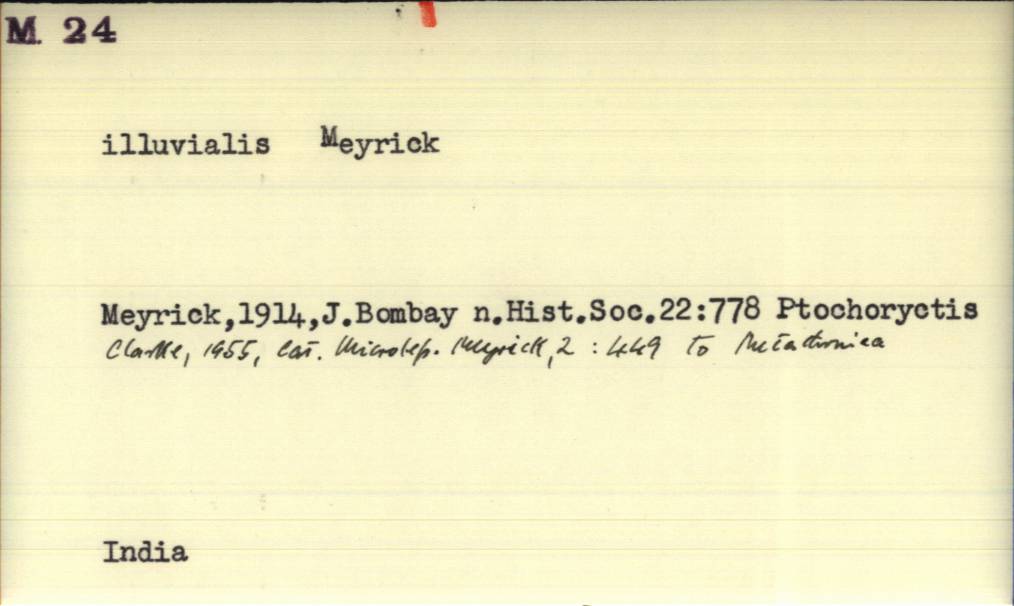 M. 24
illuvialis Meyrick
Meyrick,1914,J.Bombay n.Hist.Soc.22:778 Ptochoryctis
Clarke, 1955, Cat. Microlep. Meyrick, 2 : 449 to Metathrinca
India